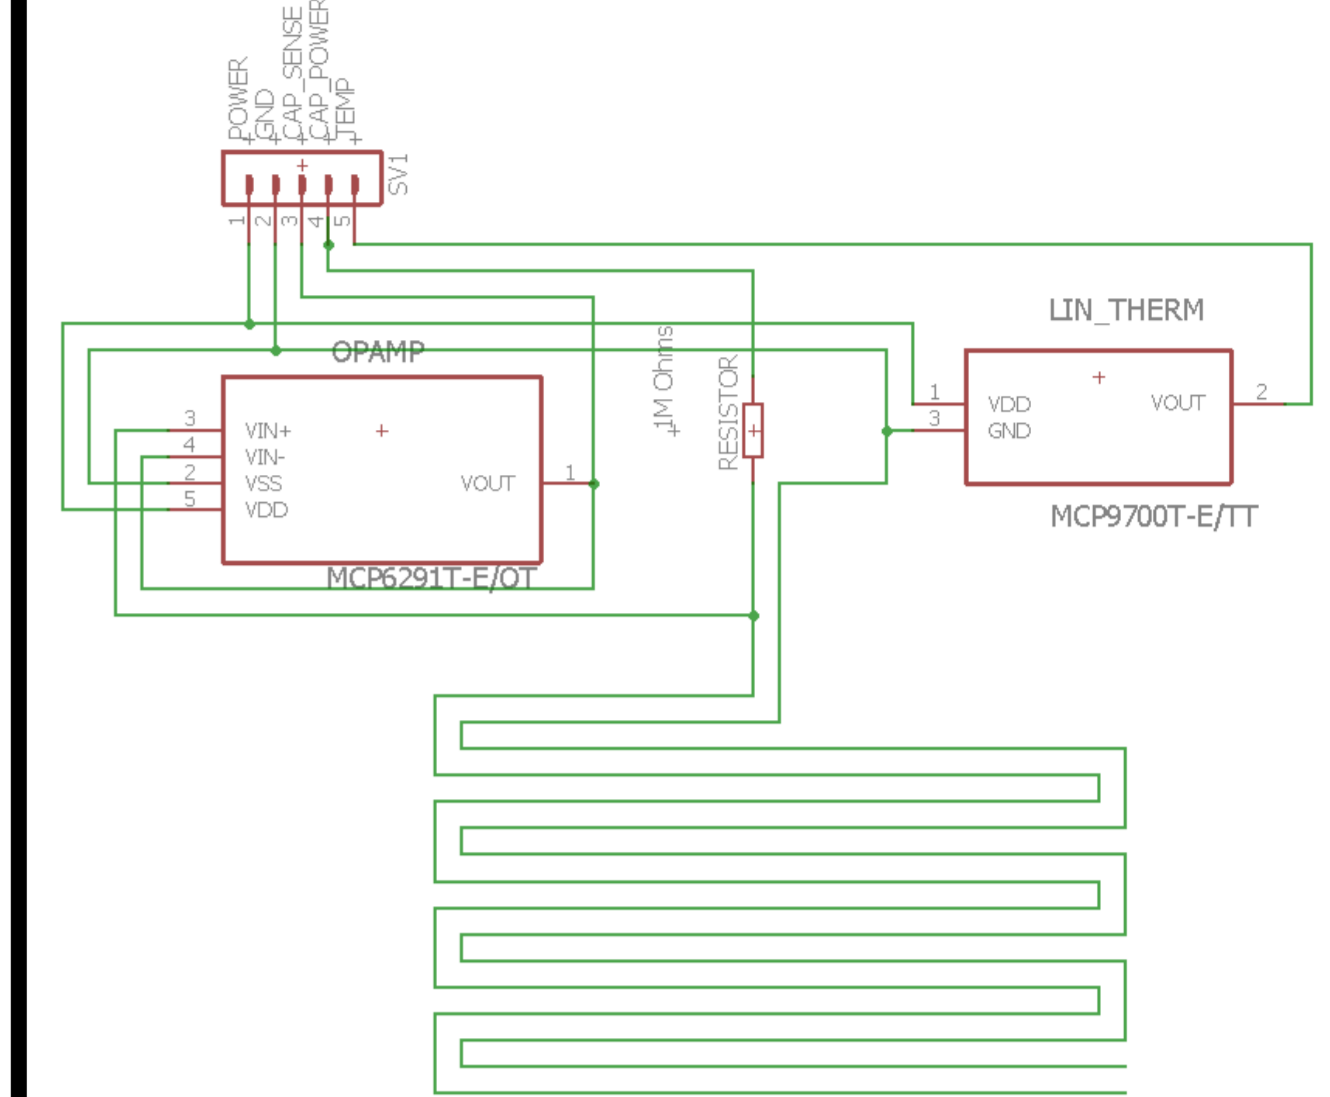 POWER
GND
CAP_SENSE
CAP_POWER
TEMP
SV1
1
2
3
4
5
LIN_THERM
OPAMP
1M Ohms
RESISTOR
3
VIN+
4
VIN-
2
VSS
5
VDD
VOUT
1
MCP6291T-E/OT
1
VDD
3
GND
VOUT
2
MCP9700T-E/TT